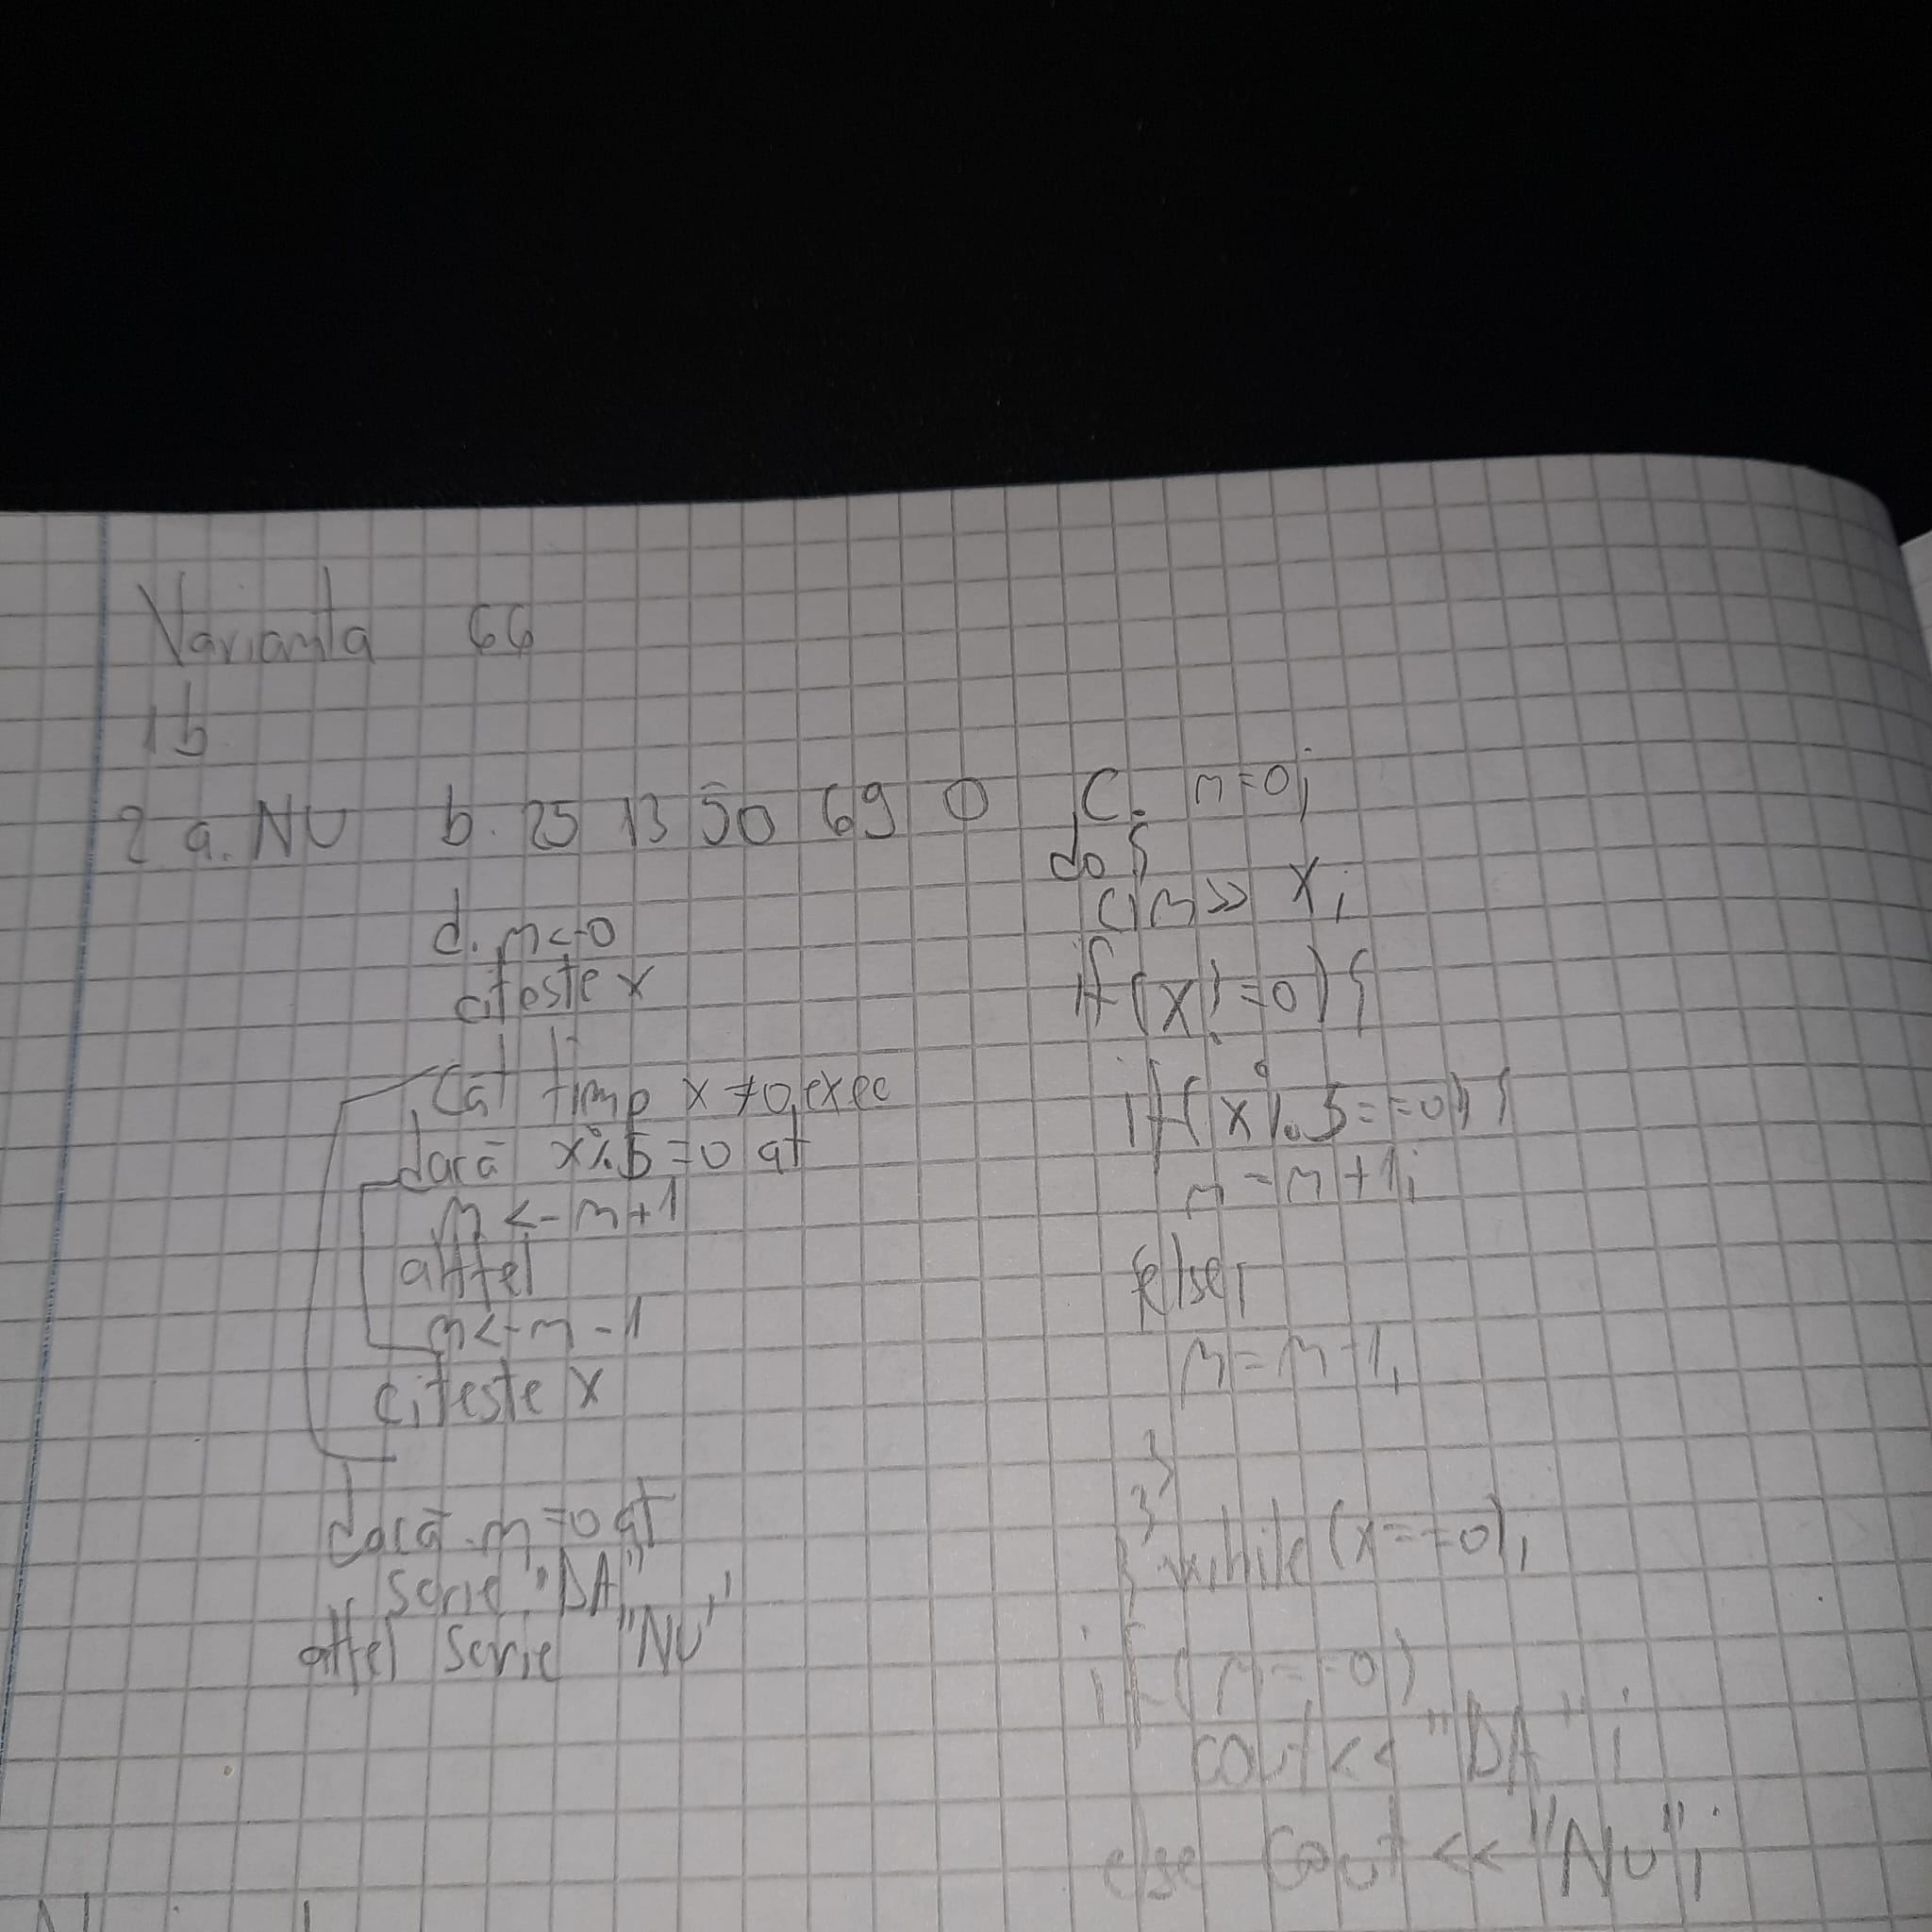 Varianta 66
1b
2 a. NU b. 25 13 50 69 0
d. n<-0
citeste x
Cat timp x≠0, exec
dacă x%5=0 at
n<-n+1
altfel
n<-n-1
citeste x
dacă n=0 at
scrie "DA"
altfel scrie "NU"
C. n=0;
do{
cin>> x;
if(x!=0){
if(x%5==0){
n=n+1;
else
n=n-1;
}
}
}while(x==0);
if(n==0)
cout<< "DA";
else cout << "NU";